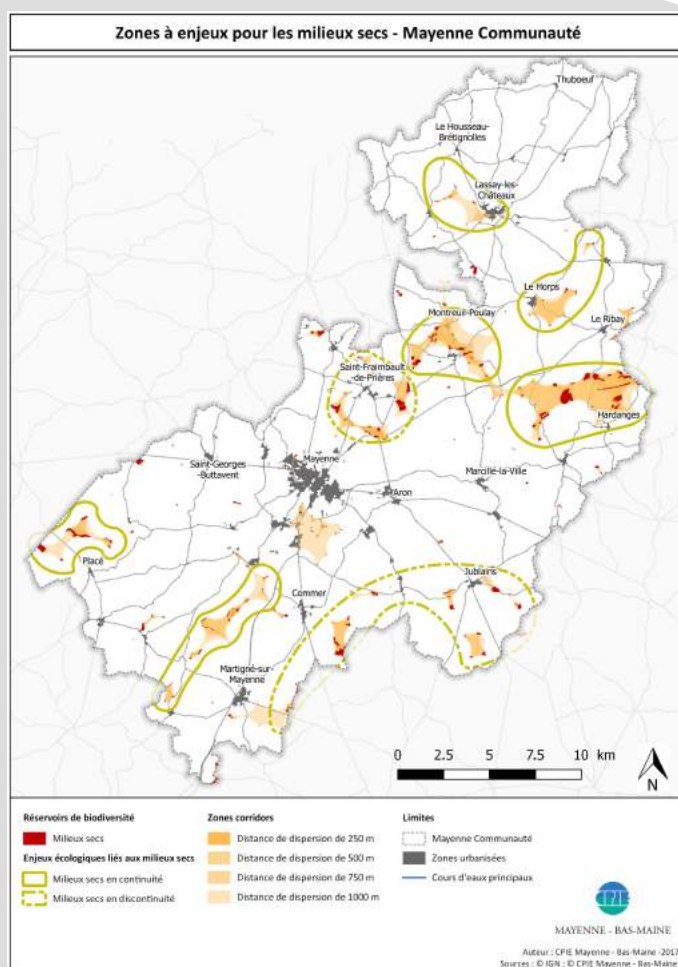 Zones à enjeux pour les milieux secs - Mayenne Communauté
Thuboeuf
Le Housseau-
Brétignolles
Lassay-les-
Châteaux
Le Horps
Montreuil-Poulay
Le Ribay
Saint-Fraimbault
-de-Prières
Hardanges
Saint-Georges-
Buttavent
Mayenne
Marcillé-la-Ville
Aron
Placé
Jublains
Commer
Martigné-sur-
Mayenne
0 2.5 5 7.5 10 km
N
Réservoirs de biodiversité
Milieux secs
Enjeux écologiques liés aux milieux secs
Milieux secs en continuité
Milieux secs en discontinuité
Zones corridors
Distance de dispersion de 250 m
Distance de dispersion de 500 m
Distance de dispersion de 750 m
Distance de dispersion de 1000 m
Limites
Mayenne Communauté
Zones urbanisées
Cours d'eaux principaux
CPIE
MAYENNE - BAS-MAINE
Auteur : CPIE Mayenne - Bas-Maine -2017
Sources : © IGN ; © CPIE Mayenne - Bas-Maine